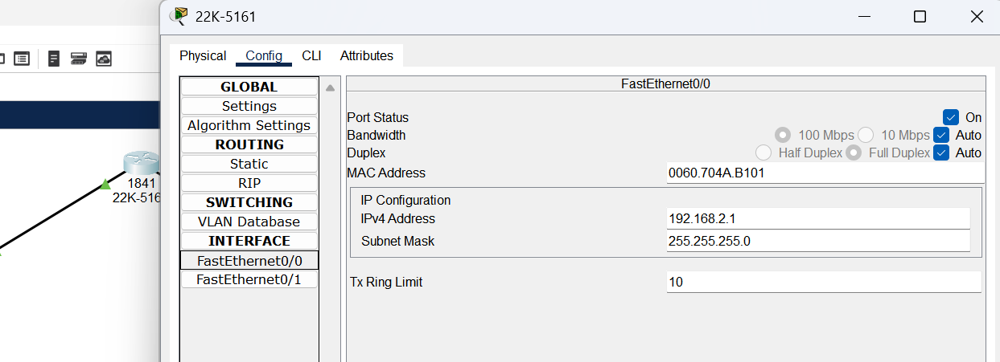 22K-5161
Physical Config CLI Attributes
GLOBAL
Settings
Algorithm Settings
ROUTING
Static
RIP
SWITCHING
VLAN Database
INTERFACE
FastEthernet0/0
FastEthernet0/1
FastEthernet0/0
Port Status On
Bandwidth 100 Mbps 10 Mbps Auto
Duplex Half Duplex Full Duplex Auto
MAC Address 0060.704A.B101
IP Configuration
IPv4 Address 192.168.2.1
Subnet Mask 255.255.255.0
Tx Ring Limit 10
1841
22K-516